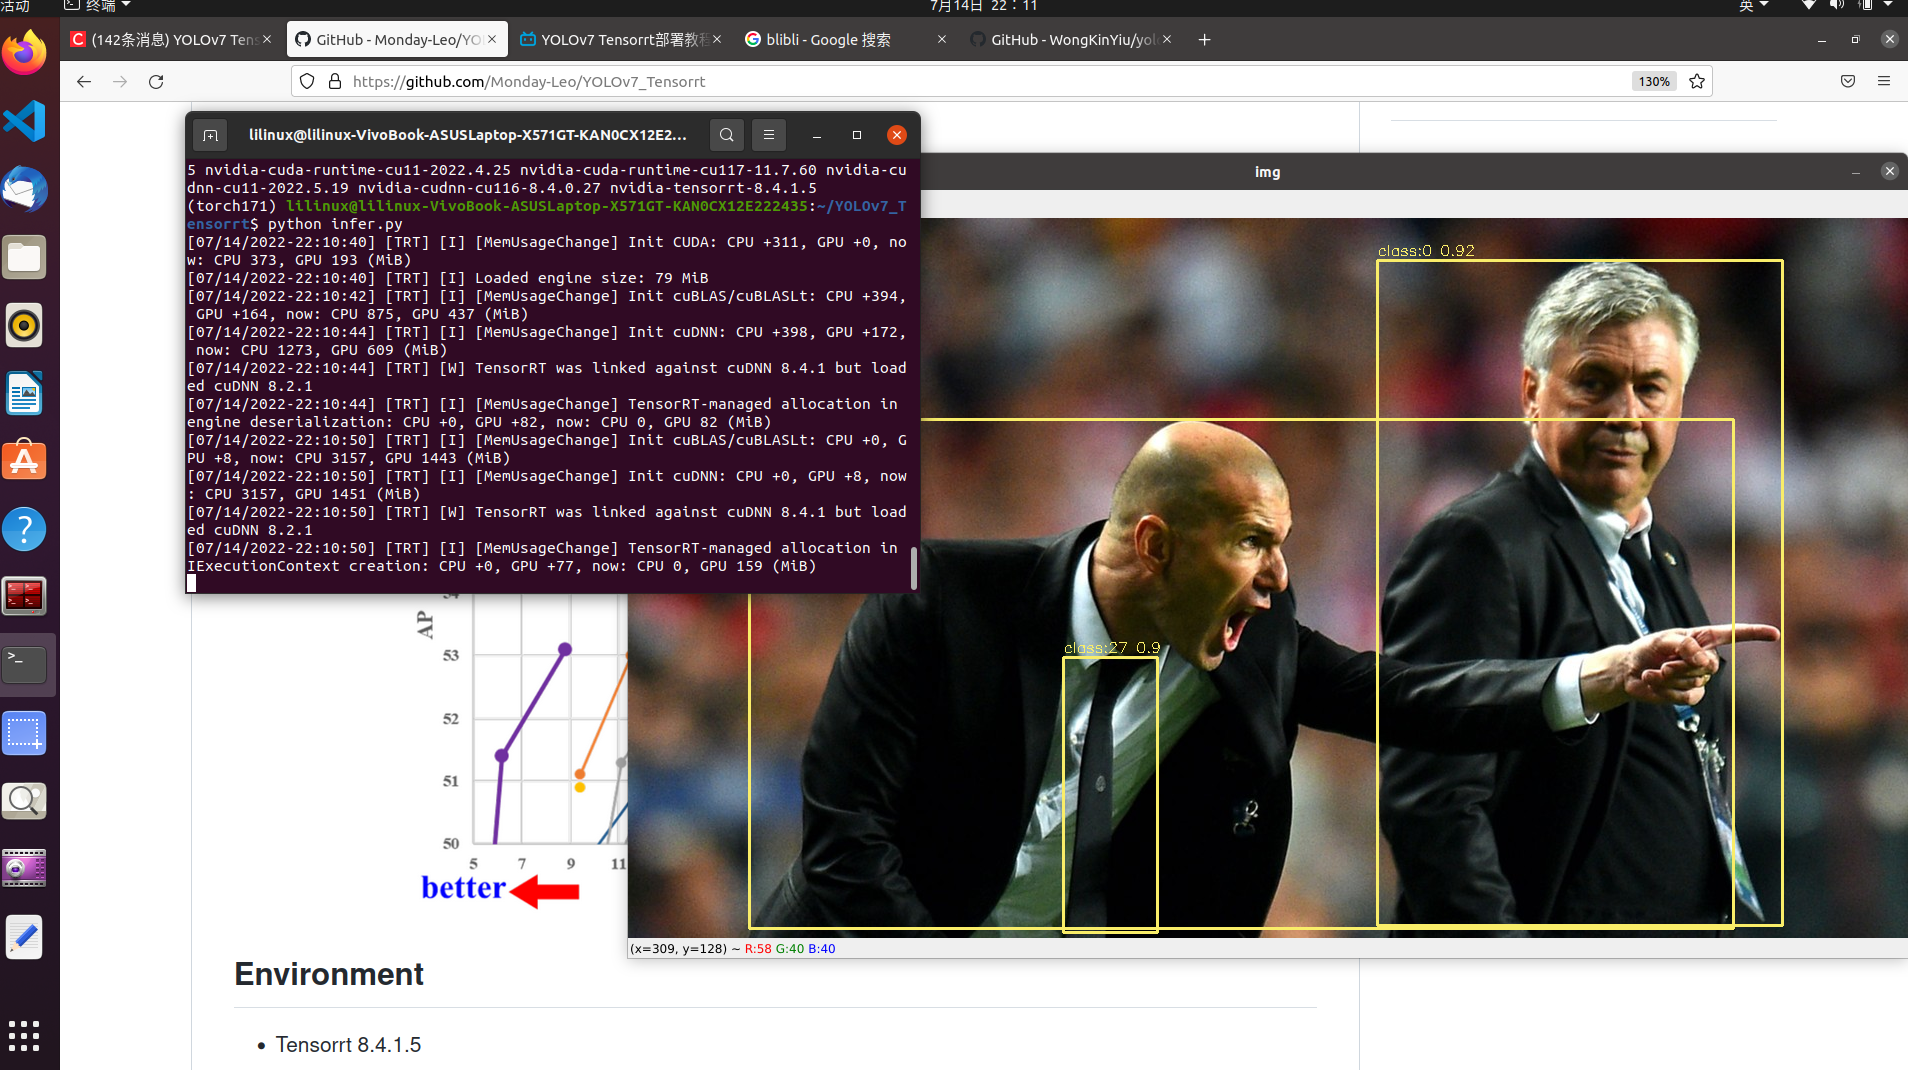 活动
终端
7月14日 22：11
英
(142条消息) YOLOv7 Tens
GitHub - Monday-Leo/YO
YOLOv7 Tensorrt部署教程
blibli - Google 搜索
GitHub - WongKinYiu/yol
https://github.com/Monday-Leo/YOLOv7_Tensorrt
130%
lilinux@lilinux-VivoBook-ASUSLaptop-X571GT-KAN0CX12E2...
5 nvidia-cuda-runtime-cu11-2022.4.25 nvidia-cuda-runtime-cu117-11.7.60 nvidia-cu
dnn-cu11-2022.5.19 nvidia-cudnn-cu116-8.4.0.27 nvidia-tensorrt-8.4.1.5
(torch171) lilinux@lilinux-VivoBook-ASUSLaptop-X571GT-KAN0CX12E222435:~/YOLOv7_T
ensorrt$ python infer.py
[07/14/2022-22:10:40] [TRT] [I] [MemUsageChange] Init CUDA: CPU +311, GPU +0, no
w: CPU 373, GPU 193 (MiB)
[07/14/2022-22:10:40] [TRT] [I] Loaded engine size: 79 MiB
[07/14/2022-22:10:42] [TRT] [I] [MemUsageChange] Init cuBLAS/cuBLASLt: CPU +394,
GPU +164, now: CPU 875, GPU 437 (MiB)
[07/14/2022-22:10:44] [TRT] [I] [MemUsageChange] Init cuDNN: CPU +398, GPU +172,
now: CPU 1273, GPU 609 (MiB)
[07/14/2022-22:10:44] [TRT] [W] TensorRT was linked against cuDNN 8.4.1 but load
ed cuDNN 8.2.1
[07/14/2022-22:10:44] [TRT] [I] [MemUsageChange] TensorRT-managed allocation in
engine deserialization: CPU +0, GPU +82, now: CPU 0, GPU 82 (MiB)
[07/14/2022-22:10:50] [TRT] [I] [MemUsageChange] Init cuBLAS/cuBLASLt: CPU +0, G
PU +8, now: CPU 3157, GPU 1443 (MiB)
[07/14/2022-22:10:50] [TRT] [I] [MemUsageChange] Init cuDNN: CPU +0, GPU +8, now
: CPU 3157, GPU 1451 (MiB)
[07/14/2022-22:10:50] [TRT] [W] TensorRT was linked against cuDNN 8.4.1 but load
ed cuDNN 8.2.1
[07/14/2022-22:10:50] [TRT] [I] [MemUsageChange] TensorRT-managed allocation in
IExecutionContext creation: CPU +0, GPU +77, now: CPU 0, GPU 159 (MiB)
img
class:0 0.92
class:27 0.9
(x=309, y=128) ~ R:58 G:40 B:40
AP
54
53
52
51
50
5 7 9 11
better
Environment
Tensorrt 8.4.1.5